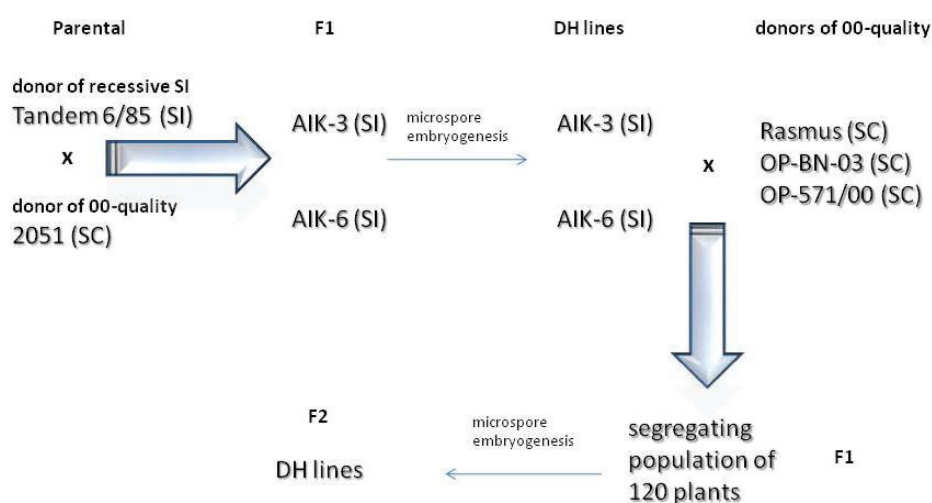 Parental
F1
DH lines
donors of 00-quality
donor of recessive SI
Tandem 6/85 (SI)
x
donor of 00-quality
2051 (SC)
AIK-3 (SI)
AIK-6 (SI)
microspore
embryogenesis
AIK-3 (SI)
AIK-6 (SI)
x
Rasmus (SC)
OP-BN-03 (SC)
OP-571/00 (SC)
F2
DH lines
microspore
embryogenesis
segregating
population of
120 plants
F1